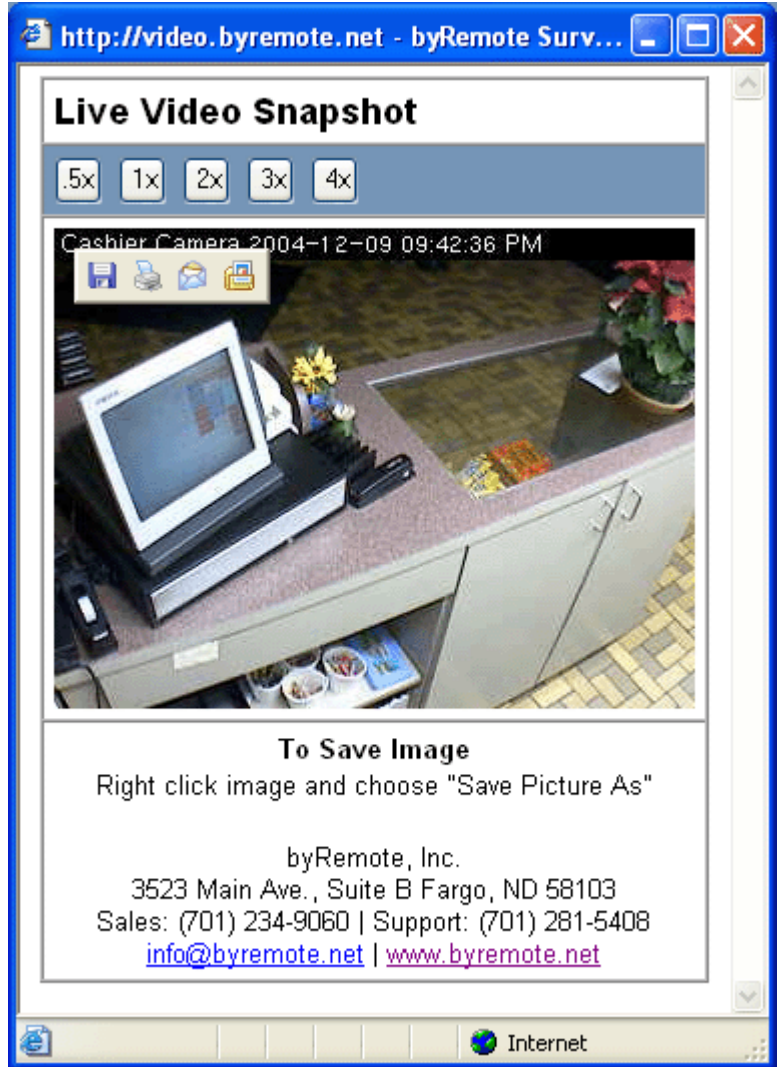 http://video.byremote.net - byRemote Surv...
Live Video Snapshot
.5x 1x 2x 3x 4x
Cashier Camera 2004-12-09 09:42:36 PM
To Save Image
Right click image and choose "Save Picture As"
byRemote, Inc.
3523 Main Ave., Suite B Fargo, ND 58103
Sales: (701) 234-9060 | Support: (701) 281-5408
info@byremote.net | www.byremote.net
Internet